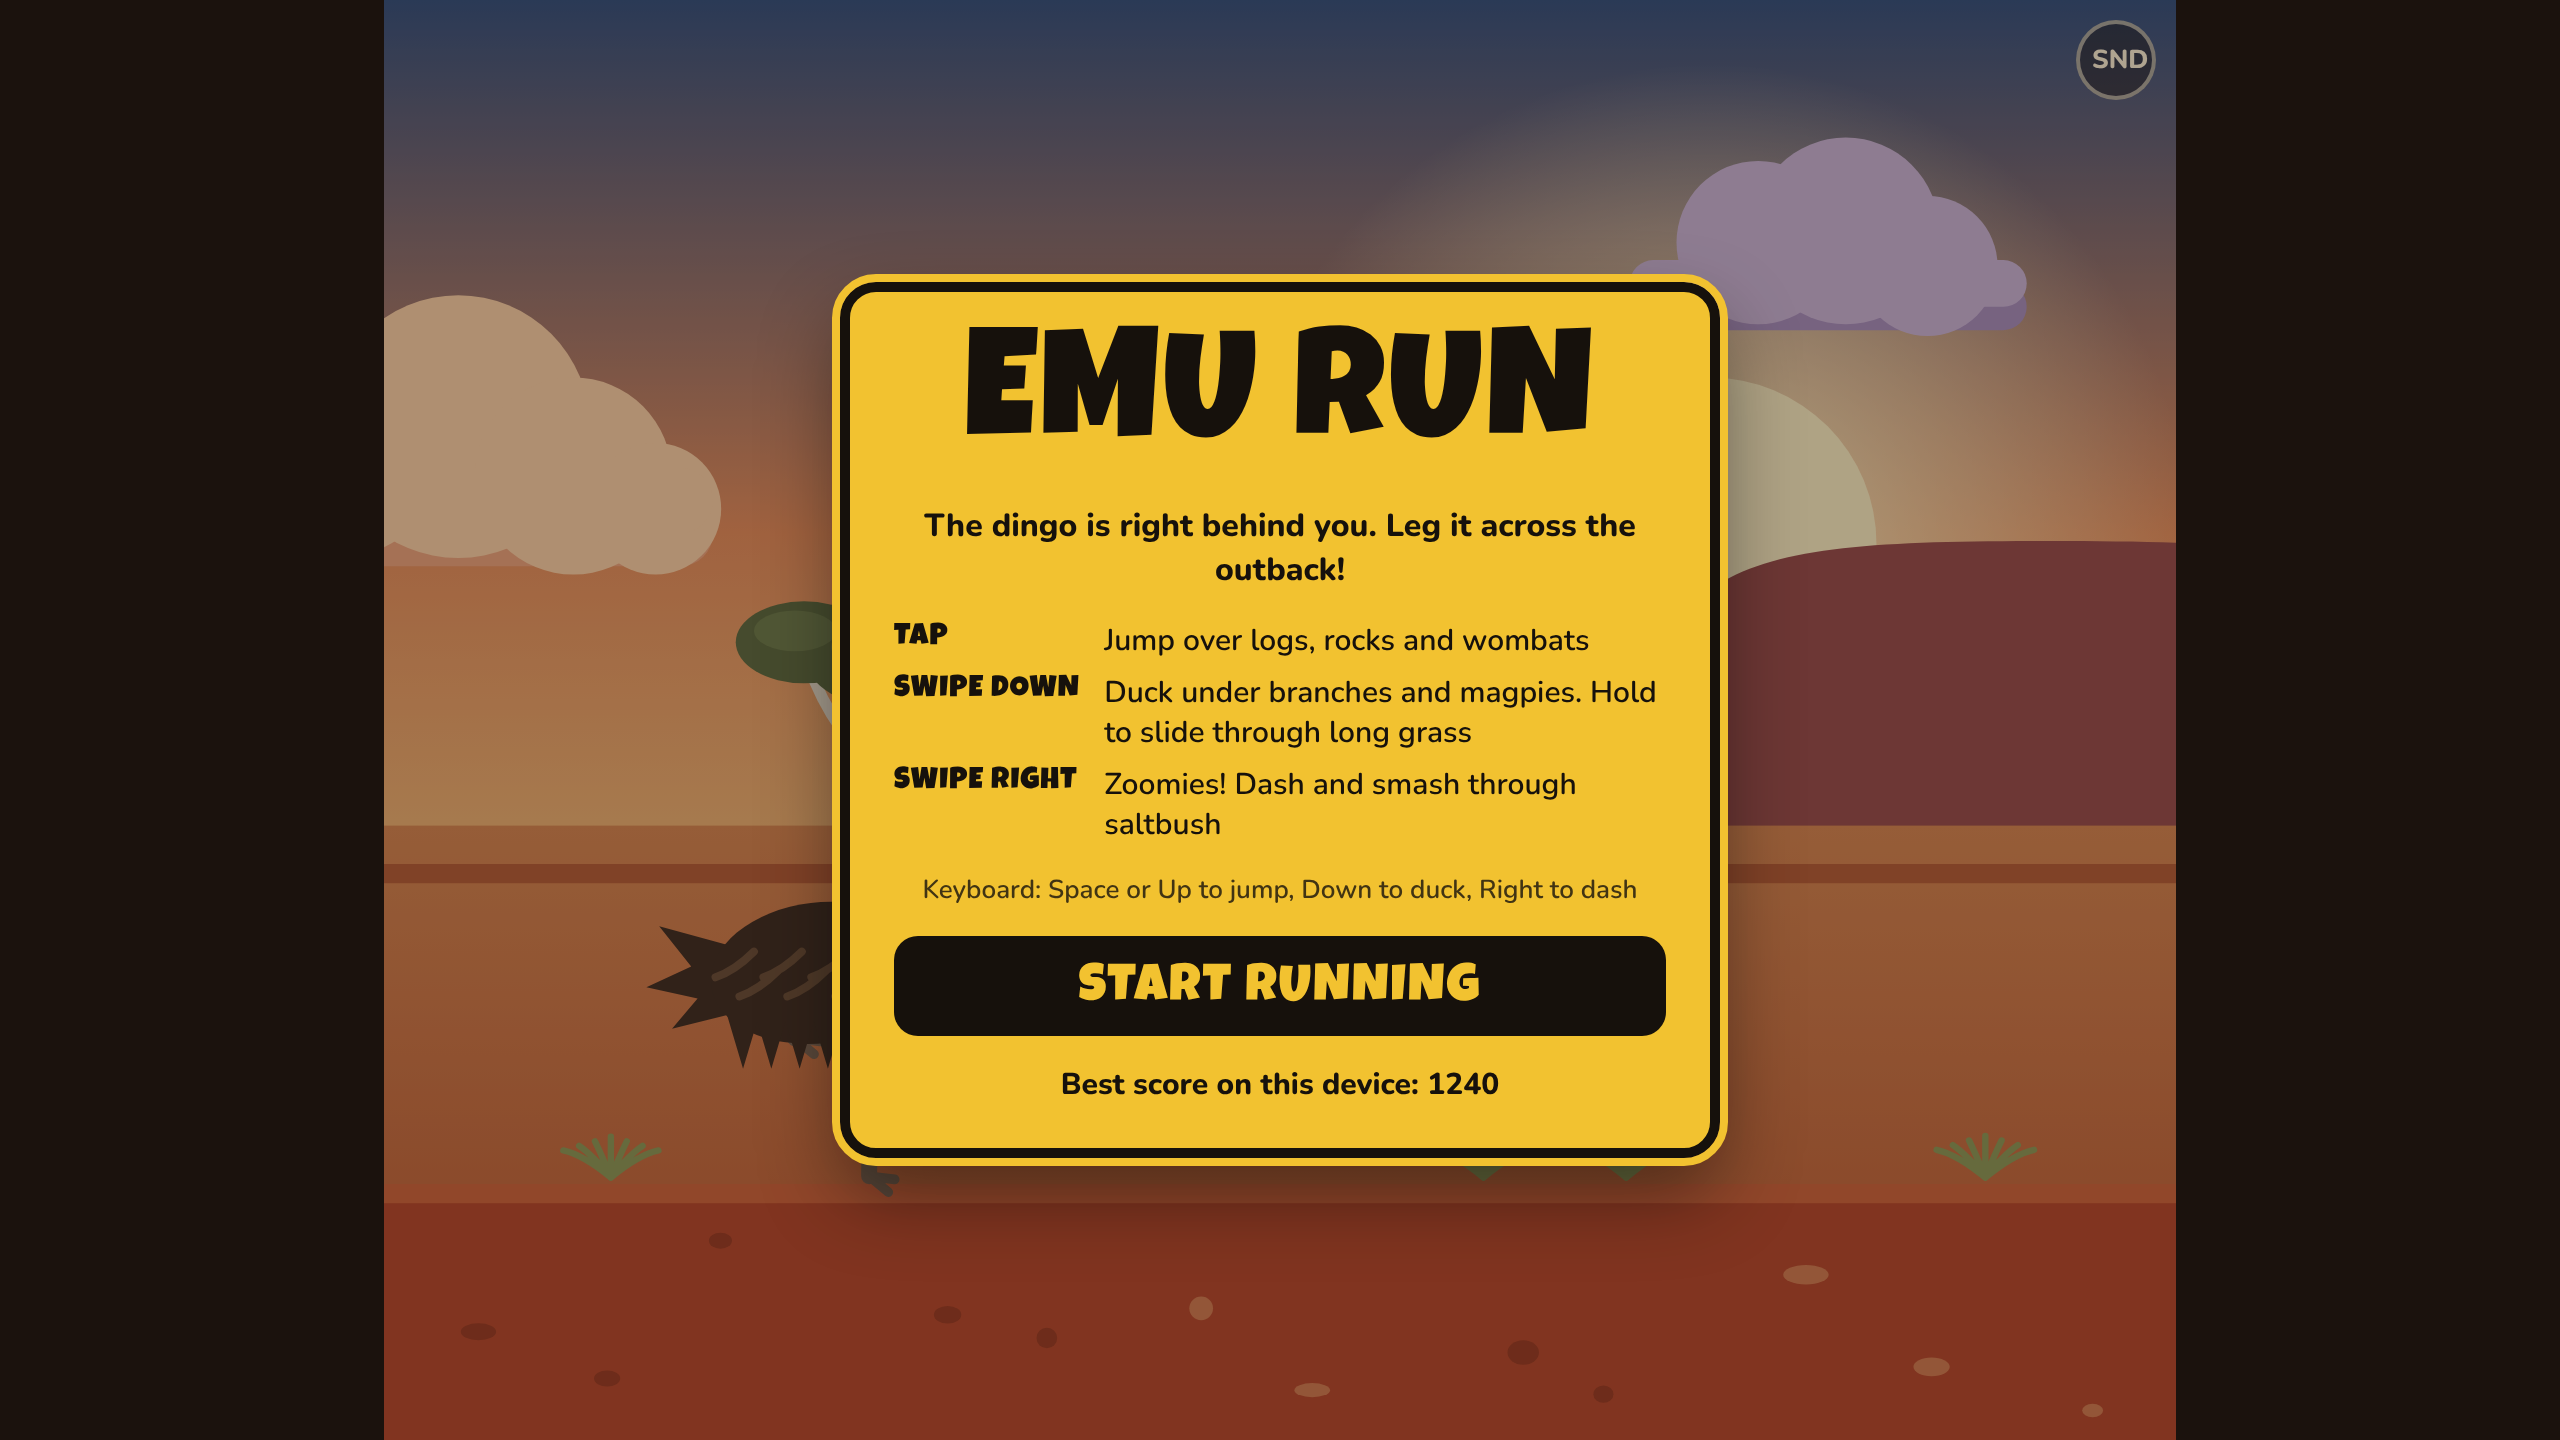 SND
EMU RUN
The dingo is right behind you. Leg it across the
outback!
TAP Jump over logs, rocks and wombats
SWIPE DOWN Duck under branches and magpies. Hold
to slide through long grass
SWIPE RIGHT Zoomies! Dash and smash through
saltbush
Keyboard: Space or Up to jump, Down to duck, Right to dash
START RUNNING
Best score on this device: 1240